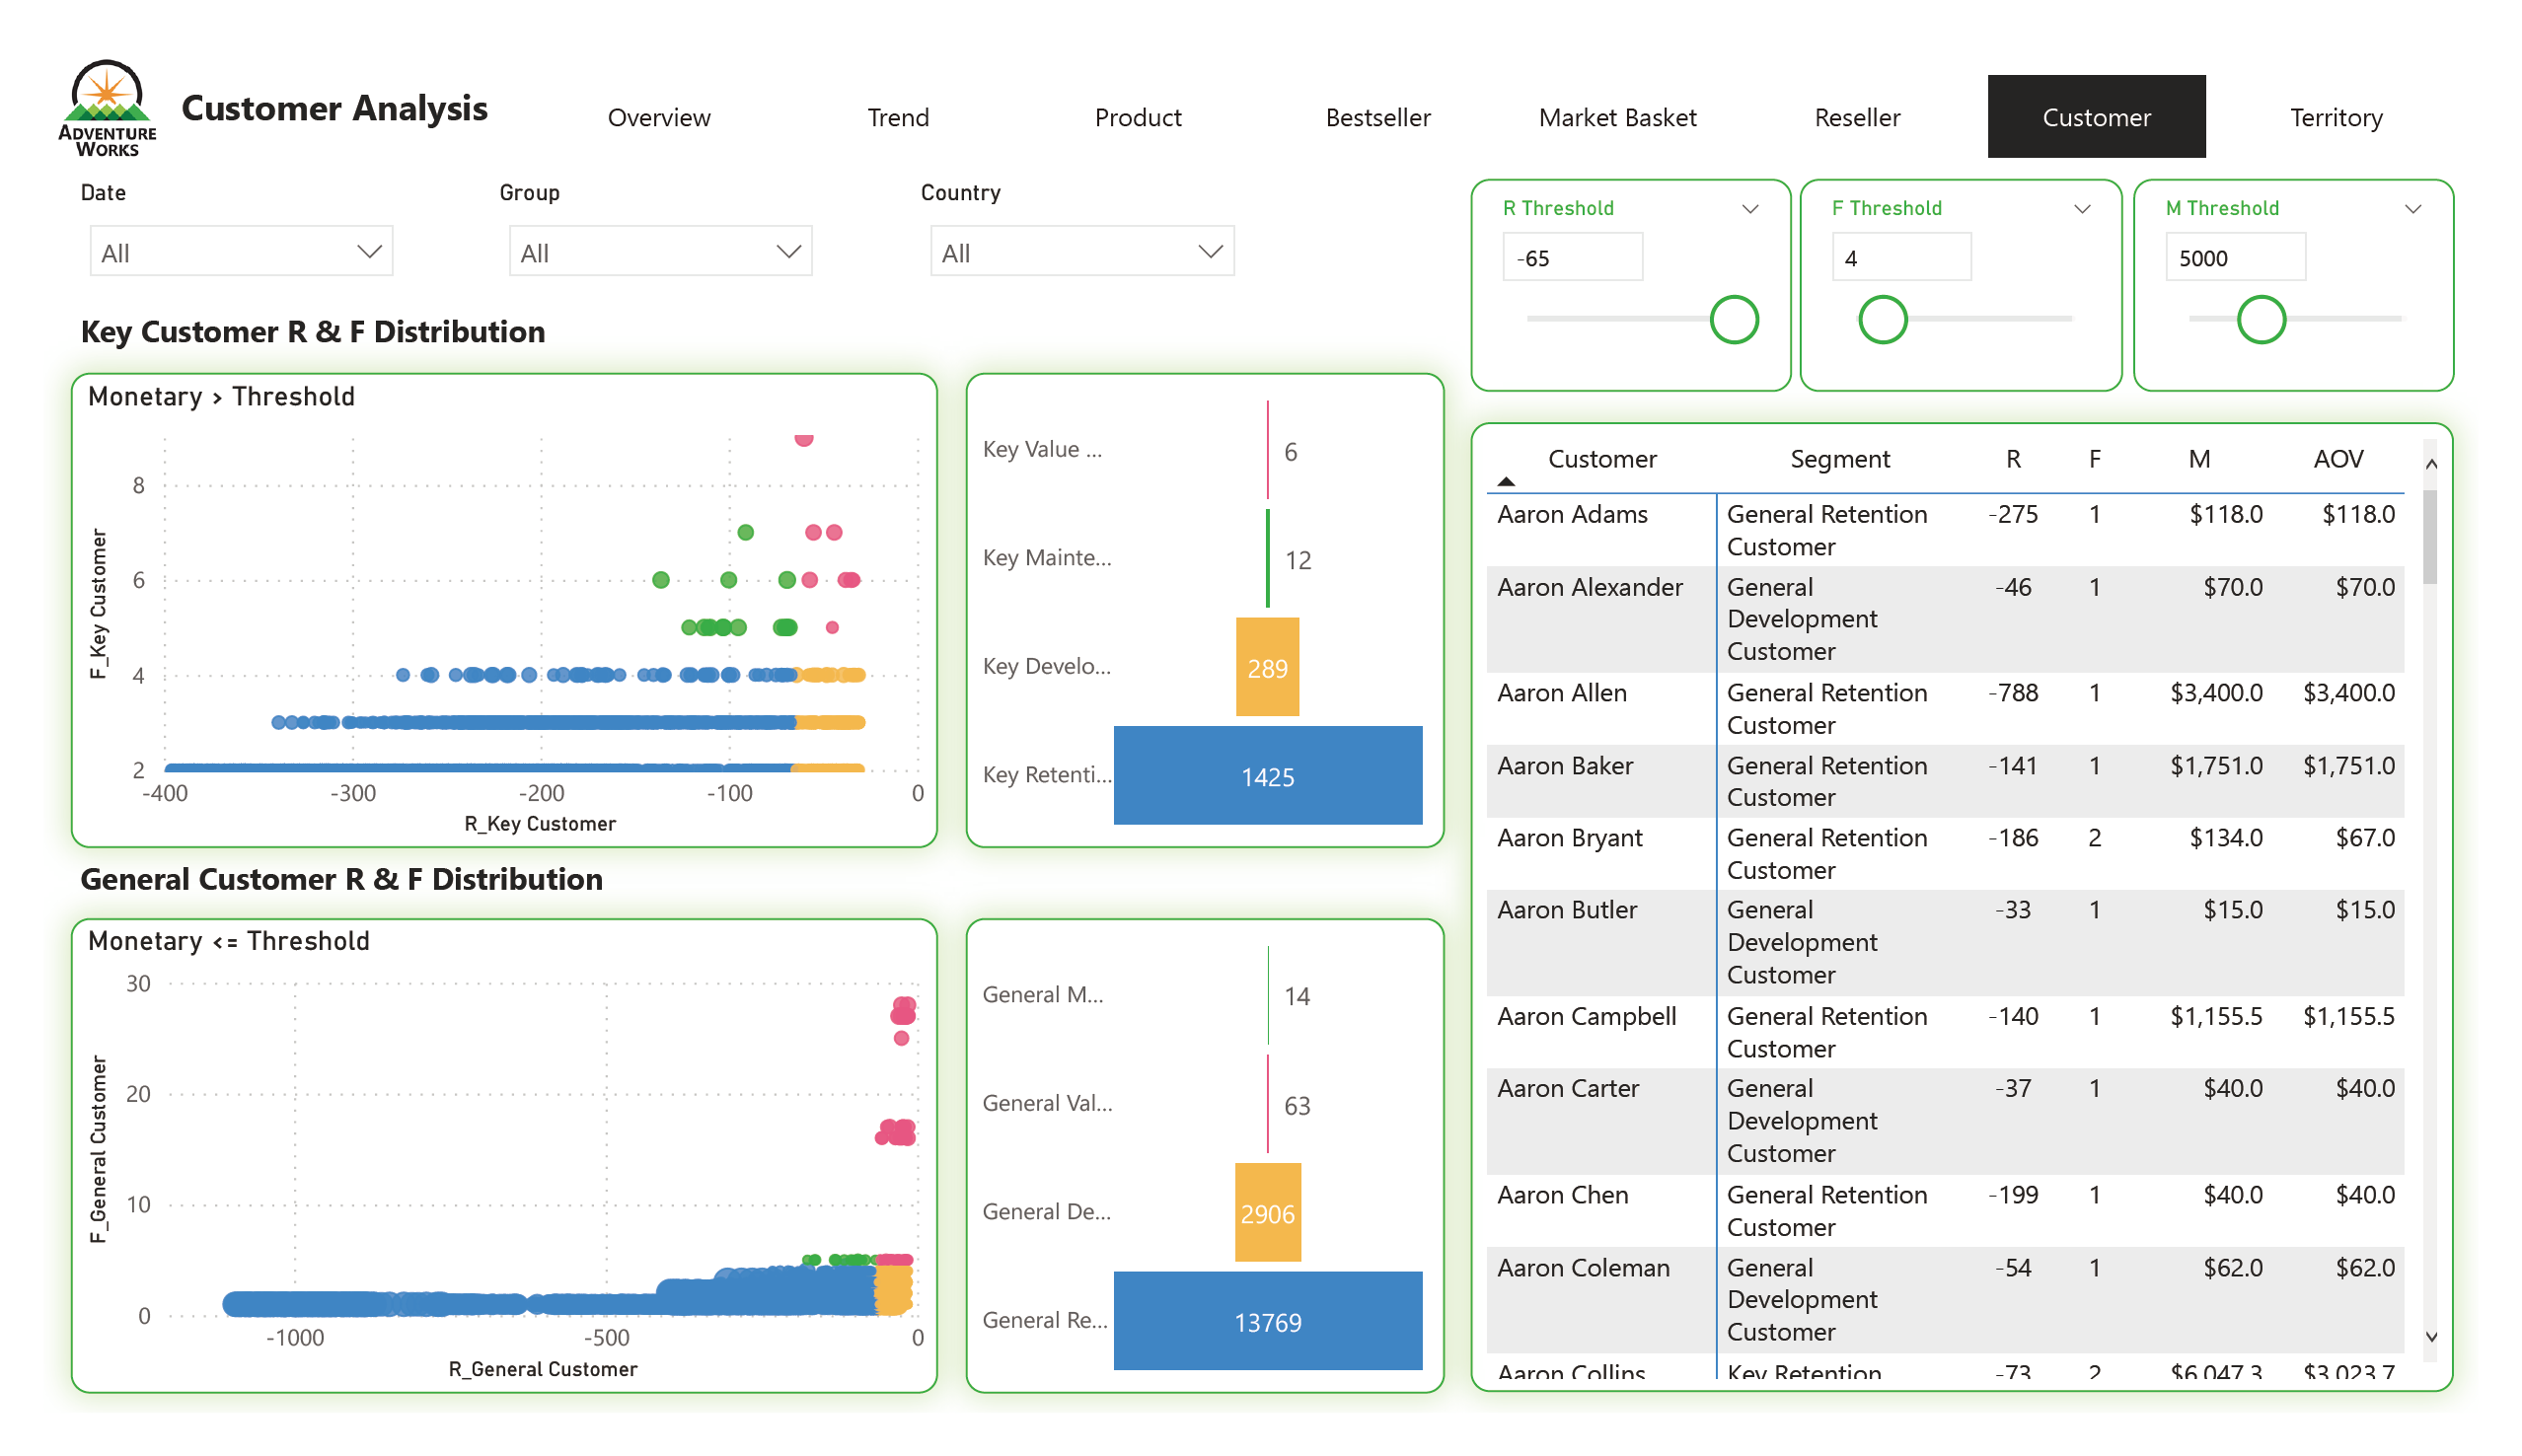 ADVENTURE
WORKS
Customer Analysis
Overview
Trend
Product
Bestseller
Market Basket
Reseller
Customer
Territory
Date
All
Group
All
Country
All
R Threshold
-65
F Threshold
4
M Threshold
5000
Key Customer R & F Distribution
Monetary > Threshold
F_Key Customer
8
6
4
2
-400
-300
-200
-100
0
R_Key Customer
Key Value ...
6
Key Mainte...
12
Key Develo...
289
Key Retenti...
1425
General Customer R & F Distribution
Monetary <= Threshold
F_General Customer
30
20
10
0
-1000
-500
0
R_General Customer
General M...
14
General Val...
63
General De...
2906
General Re...
13769
Customer Segment R F M AOV
Aaron Adams General Retention -275 1 $118.0 $118.0
Customer
Aaron Alexander General -46 1 $70.0 $70.0
Development
Customer
Aaron Allen General Retention -788 1 $3,400.0 $3,400.0
Customer
Aaron Baker General Retention -141 1 $1,751.0 $1,751.0
Customer
Aaron Bryant General Retention -186 2 $134.0 $67.0
Customer
Aaron Butler General -33 1 $15.0 $15.0
Development
Customer
Aaron Campbell General Retention -140 1 $1,155.5 $1,155.5
Customer
Aaron Carter General -37 1 $40.0 $40.0
Development
Customer
Aaron Chen General Retention -199 1 $40.0 $40.0
Customer
Aaron Coleman General -54 1 $62.0 $62.0
Development
Customer
Aaron Collins Key Retention -73 2 $6,047.3 $3,023.7